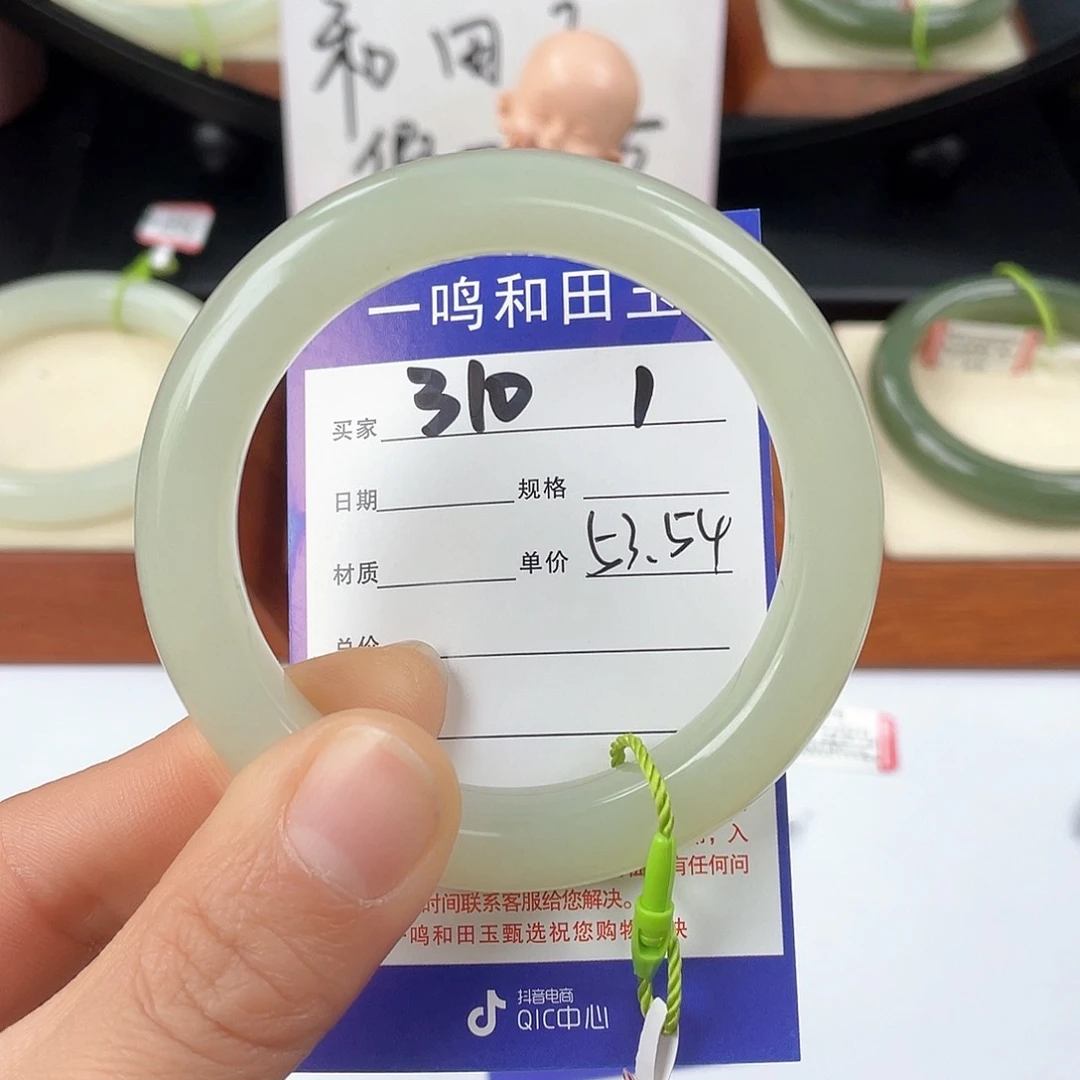 和田
一鸣和田玉
买家 310 1
日期 规格
材质 单价 53.54
总价
入
有任何问
时间联系客服给您解决。
一鸣和田玉甄选祝您购物
抖音电商
QIC中心